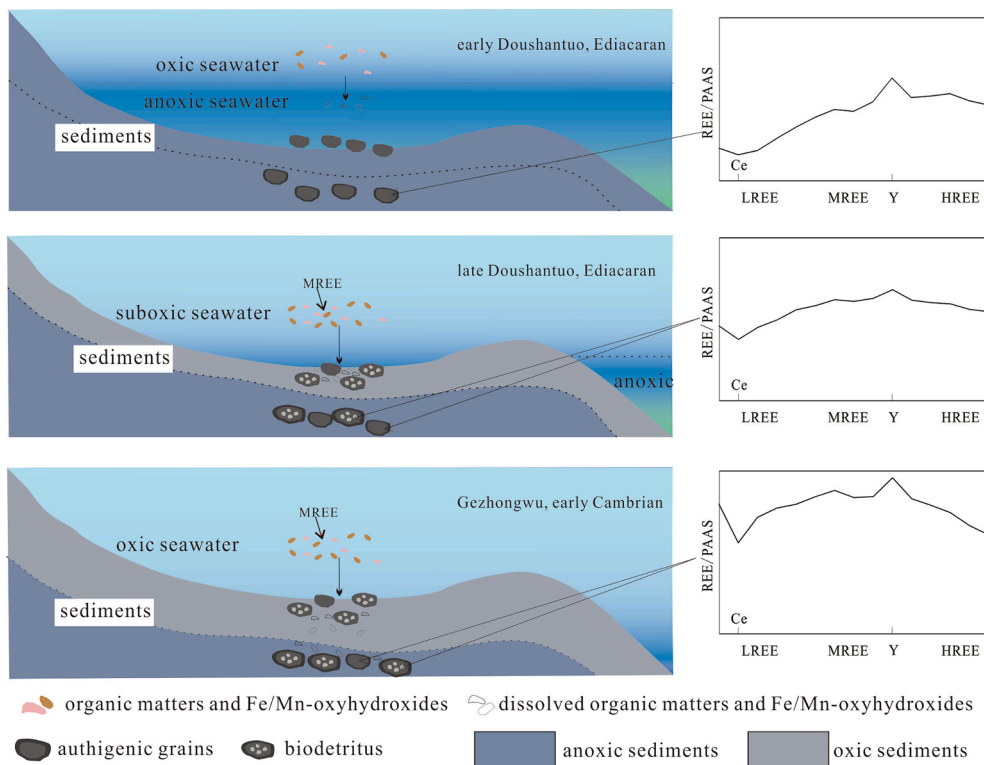 early Doushantuo, Ediacaran
oxic seawater
anoxic seawater
sediments
REE/PAAS
Ce
LREE MREE Y HREE
late Doushantuo, Ediacaran
MREE
suboxic seawater
sediments
anoxic
REE/PAAS
Ce
LREE MREE Y HREE
Gezhongwu, early Cambrian
MREE
oxic seawater
sediments
REE/PAAS
Ce
LREE MREE Y HREE
organic matters and Fe/Mn-oxyhydroxides
dissolved organic matters and Fe/Mn-oxyhydroxides
authigenic grains
biodetritus
anoxic sediments
oxic sediments